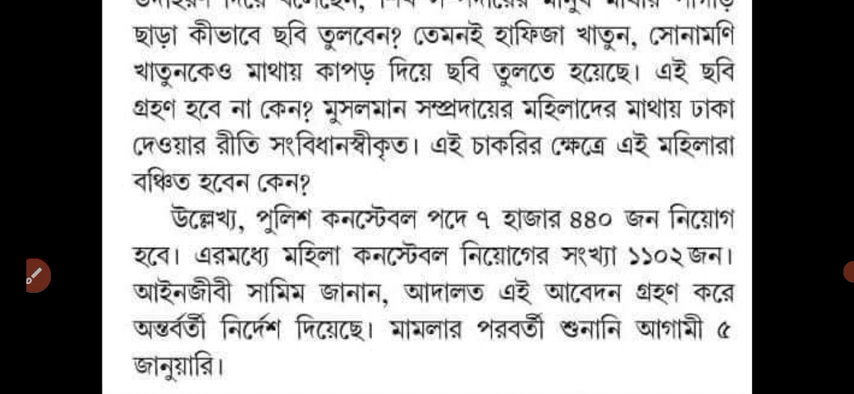 ছাড়া কীভাবে ছবি তুলবেন? তেমনই হাফিজা খাতুন, সোনামণি
খাতুনকেও মাথায় কাপড় দিয়ে ছবি তুলতে হয়েছে। এই ছবি
গ্রহণ হবে না কেন? মুসলমান সম্প্রদায়ের মহিলাদের মাথায় ঢাকা
দেওয়ার রীতি সংবিধানস্বীকৃত। এই চাকরির ক্ষেত্রে এই মহিলারা
বঞ্চিত হবেন কেন?
উল্লেখ্য, পুলিশ কনস্টেবল পদে ৭ হাজার ৪৪০ জন নিয়োগ
হবে। এরমধ্যে মহিলা কনস্টেবল নিয়োগের সংখ্যা ১১০২ জন।
আইনজীবী সামিম জানান, আদালত এই আবেদন গ্রহণ করে
অন্তর্বর্তী নির্দেশ দিয়েছে। মামলার পরবর্তী শুনানি আগামী ৫
জানুয়ারি।